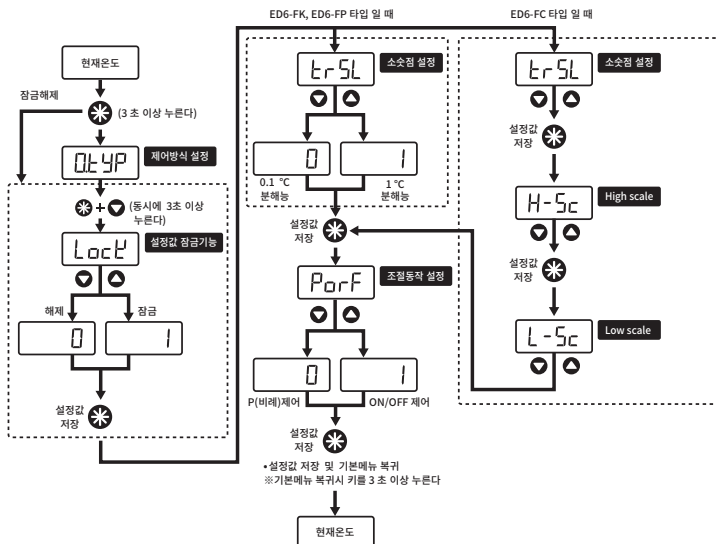 ED6-FK, ED6-FP 타입 일 때
ED6-FC 타입 일 때
현재온도
잠금해제
(3 초 이상 누른다)
0.tYP
제어방식 설정
+
(동시에 3초 이상
누른다)
LocK
설정값 잠금기능
해제
잠금
0
1
설정값
저장
trSL
소숫점 설정
0
1
0.1 °C
분해능
1 °C
분해능
설정값
저장
PorF
조절동작 설정
0
1
P(비례)제어
ON/OFF 제어
설정값
저장
•설정값 저장 및 기본메뉴 복귀
※기본메뉴 복귀시 키를 3 초 이상 누른다
현재온도
trSL
소숫점 설정
설정값
저장
H-Sc
High scale
설정값
저장
L-Sc
Low scale